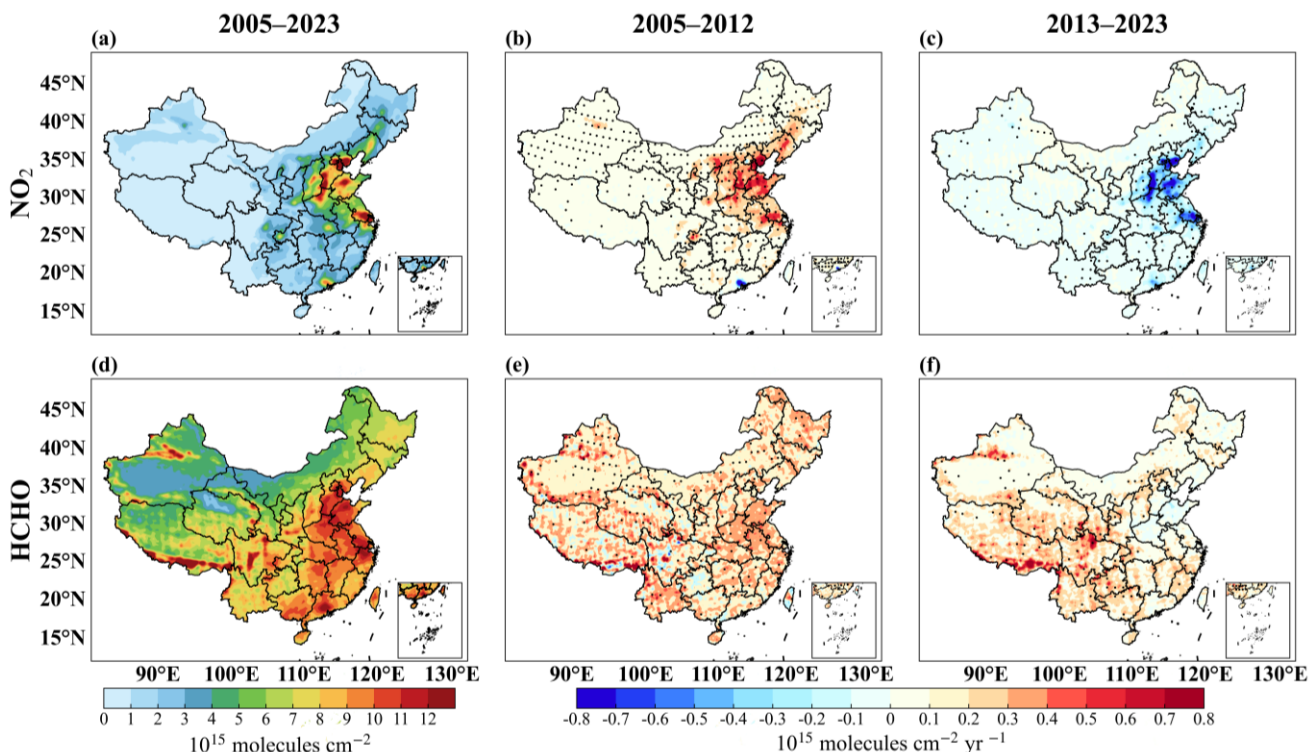 2005–2023 2005–2012 2013–2023
(a) (b) (c)
NO₂
45°N
40°N
35°N
30°N
25°N
20°N
15°N
(d) (e) (f)
HCHO
45°N
40°N
35°N
30°N
25°N
20°N
15°N
90°E 100°E 110°E 120°E 130°E 90°E 100°E 110°E 120°E 130°E 90°E 100°E 110°E 120°E 130°E
0 1 2 3 4 5 6 7 8 9 10 11 12 -0.8 -0.7 -0.6 -0.5 -0.4 -0.3 -0.2 -0.1 0 0.1 0.2 0.3 0.4 0.5 0.6 0.7 0.8
10¹⁵ molecules cm⁻² 10¹⁵ molecules cm⁻² yr ⁻¹